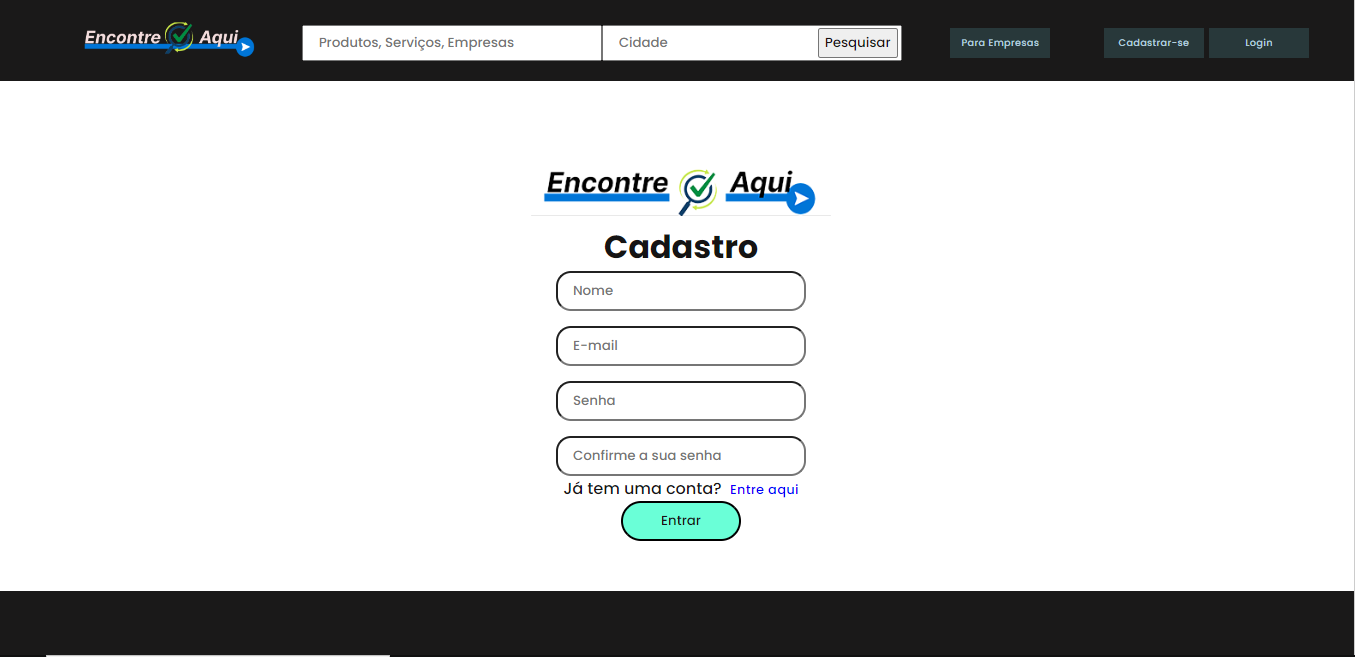 Encontre Aqui
Produtos, Serviços, Empresas
Cidade
Pesquisar
Para Empresas
Cadastrar-se
Login
Encontre Aqui
Cadastro
Nome
E-mail
Senha
Confirme a sua senha
Já tem uma conta? Entre aqui
Entrar